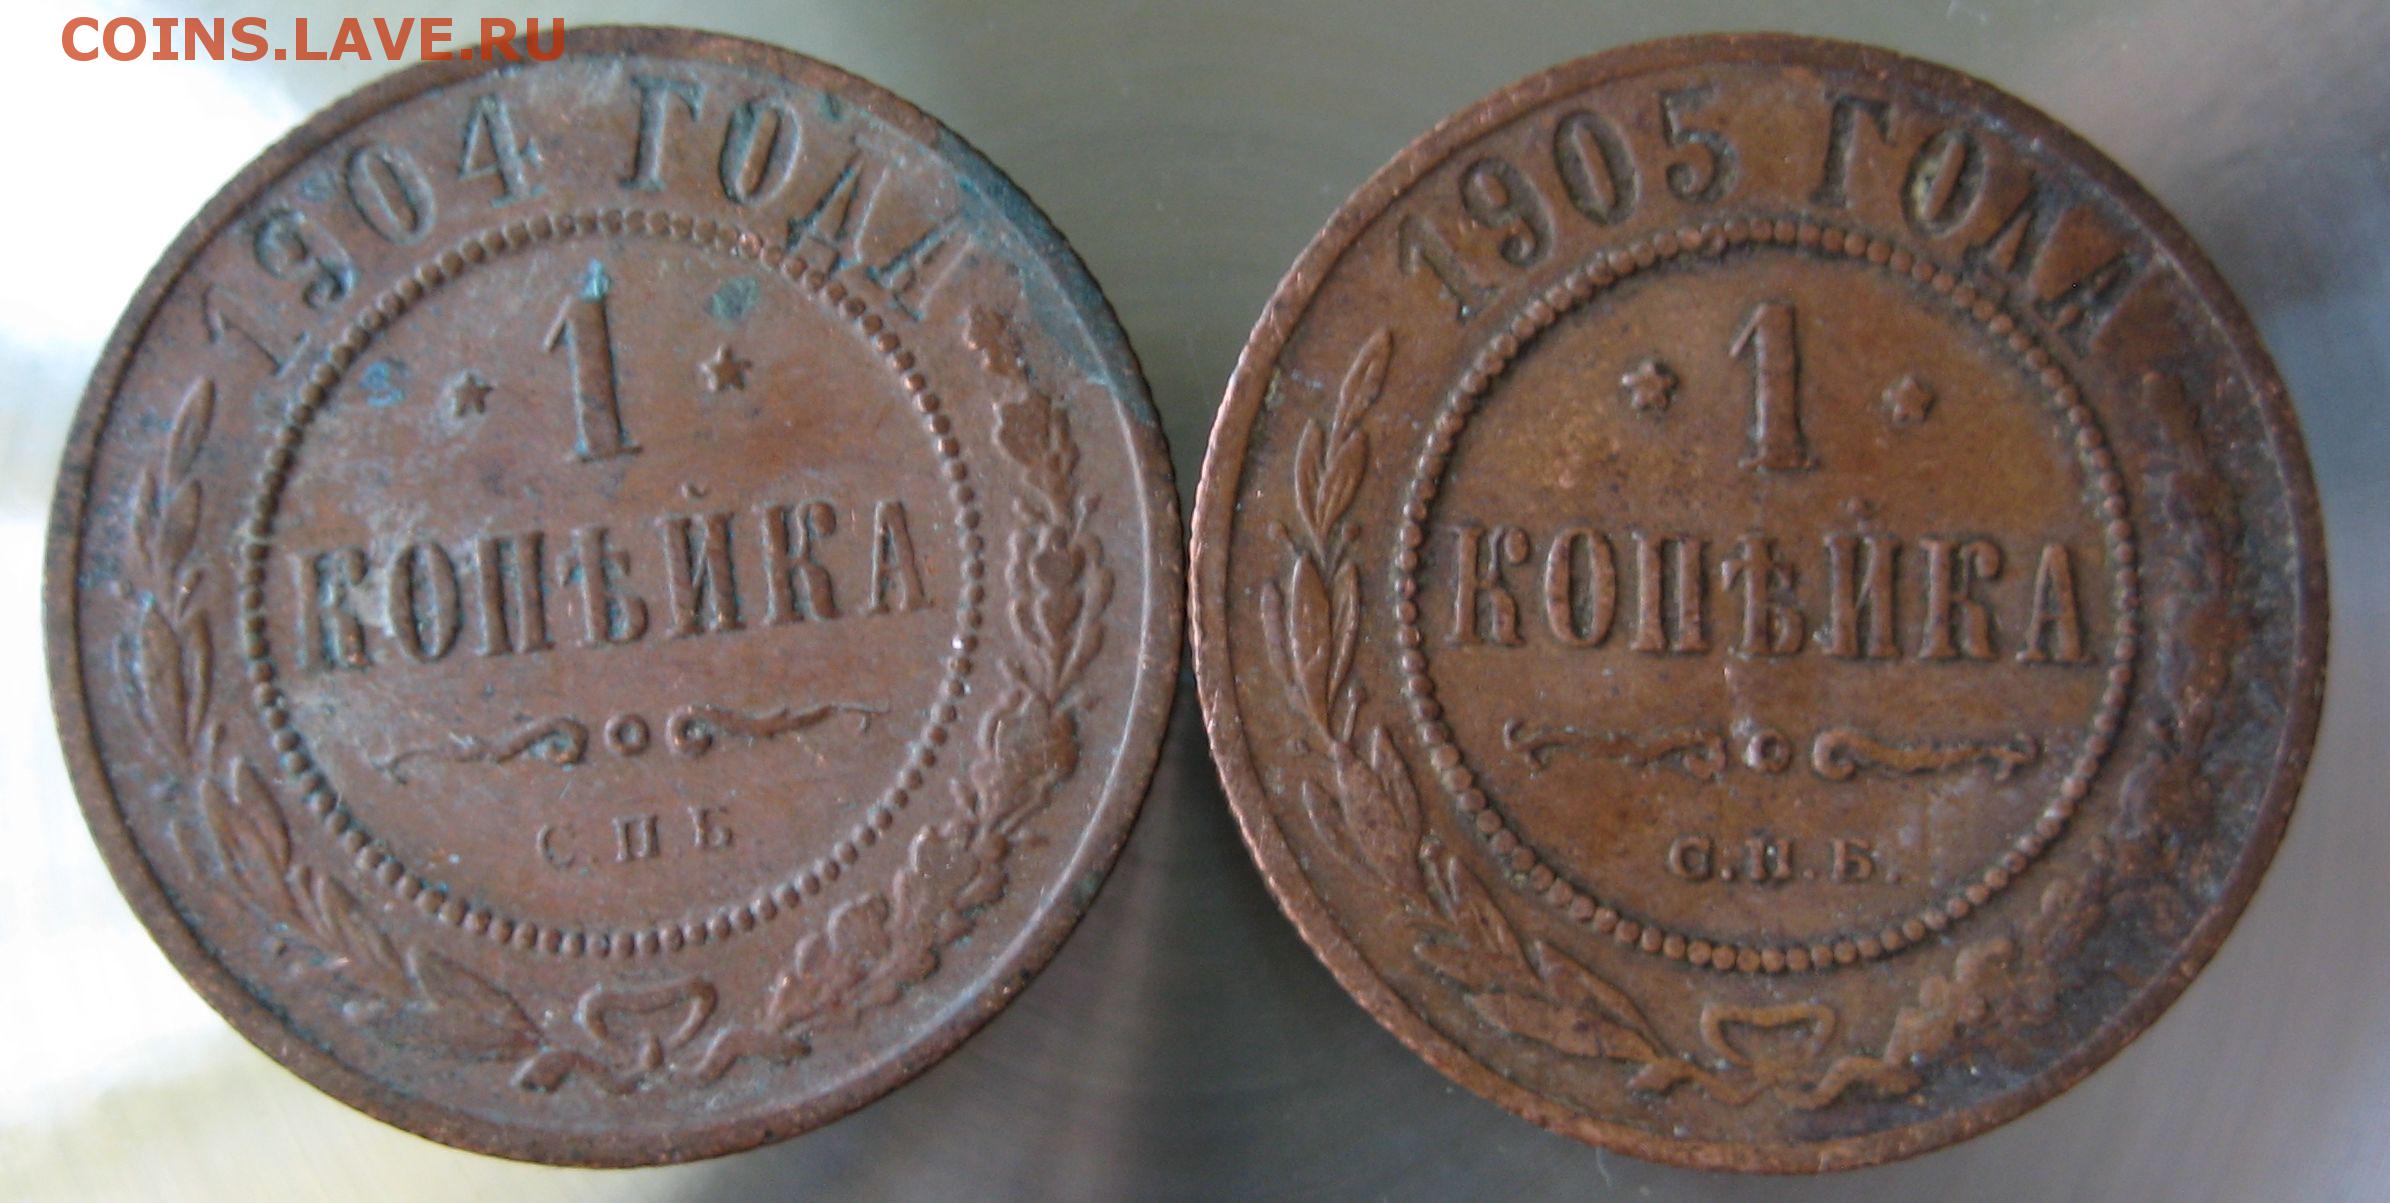 COINS.LAVE.RU
1904 ГОДА
1
КОПѢЙКА
С.П.Б.
1905 ГОДА
1
КОПѢЙКА
С.П.Б.